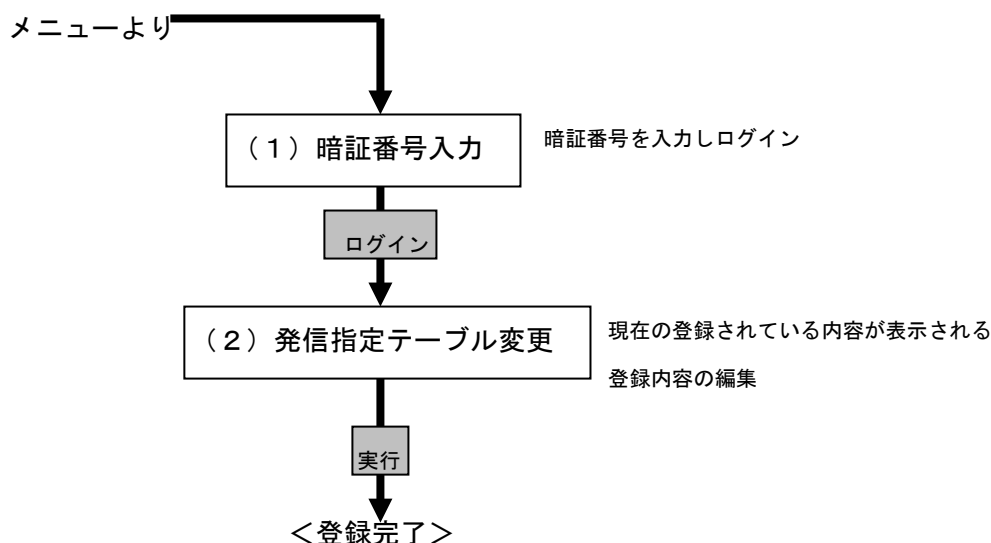 メニューより
（１）暗証番号入力
暗証番号を入力しログイン
ログイン
（２）発信指定テーブル変更
現在の登録されている内容が表示される
登録内容の編集
実行
＜登録完了＞